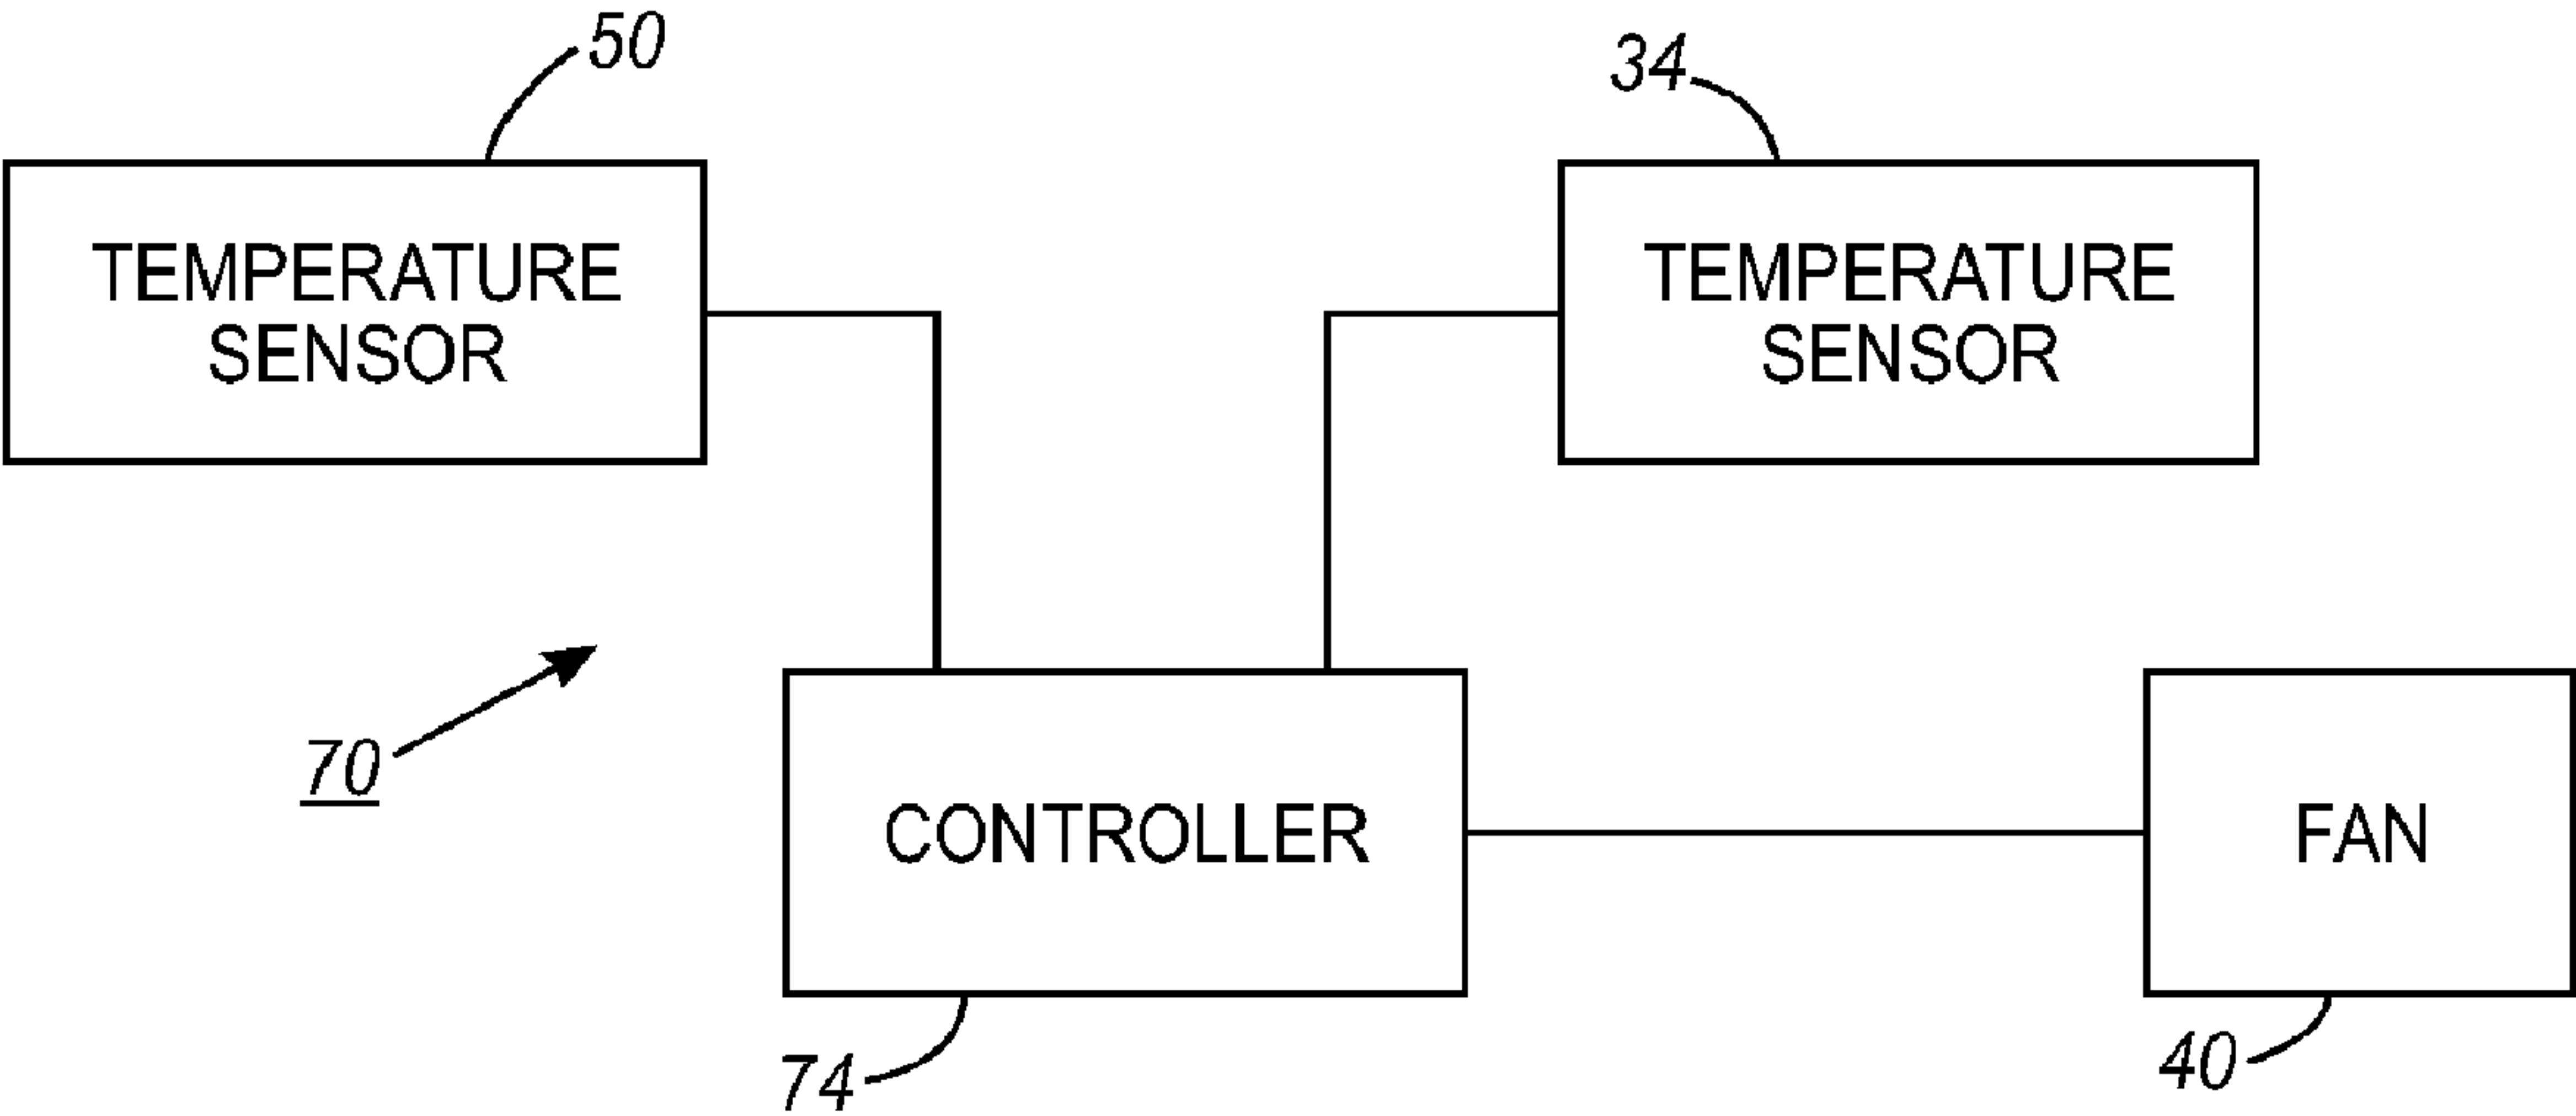 50
34
TEMPERATURE
SENSOR
TEMPERATURE
SENSOR
70
CONTROLLER
FAN
74
40